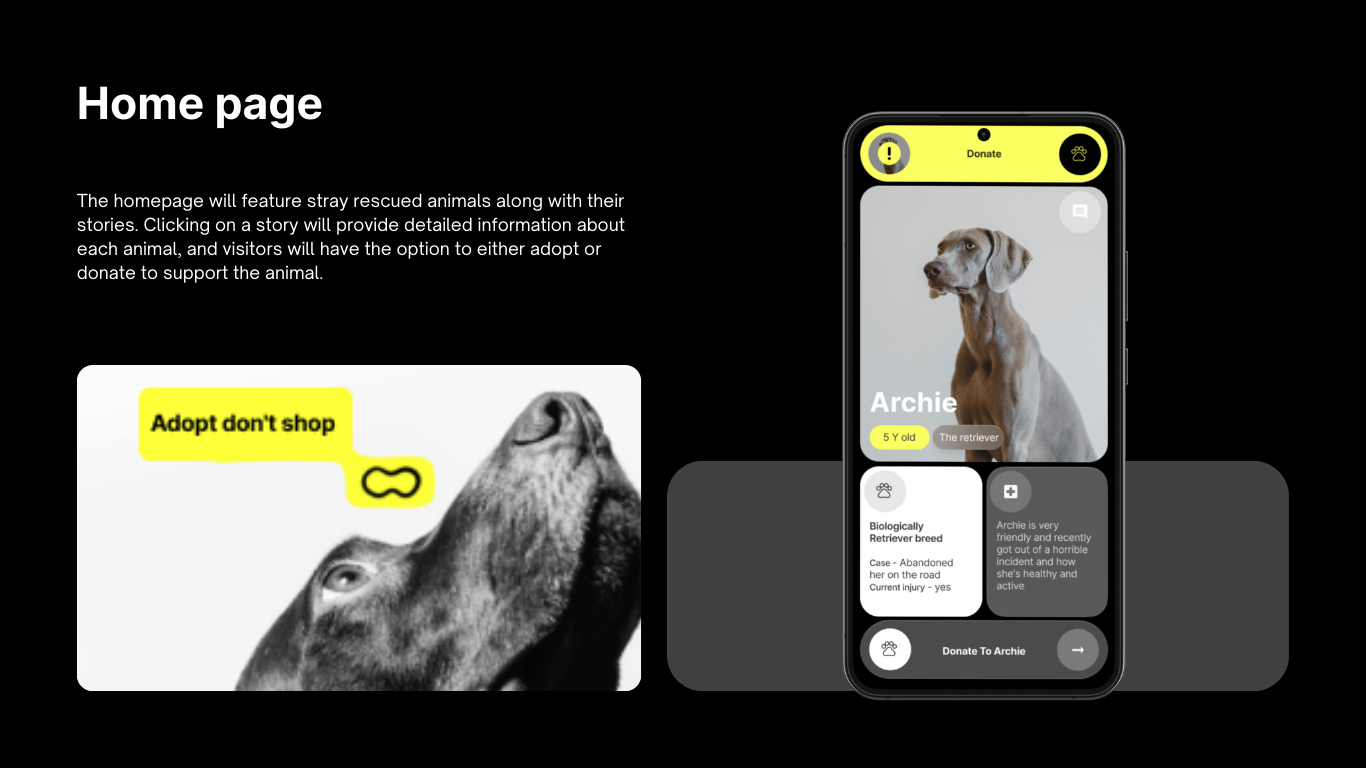 Home page
The homepage will feature stray rescued animals along with their
stories. Clicking on a story will provide detailed information about
each animal, and visitors will have the option to either adopt or
donate to support the animal.
Adopt don't shop
!
Donate
Archie
5 Y old
The retriever
Biologically
Retriever breed
Case - Abandoned
her on the road
Current injury - yes
Archie is very
friendly and recently
got out of a horrible
incident and how
she's healthy and
active
Donate To Archie